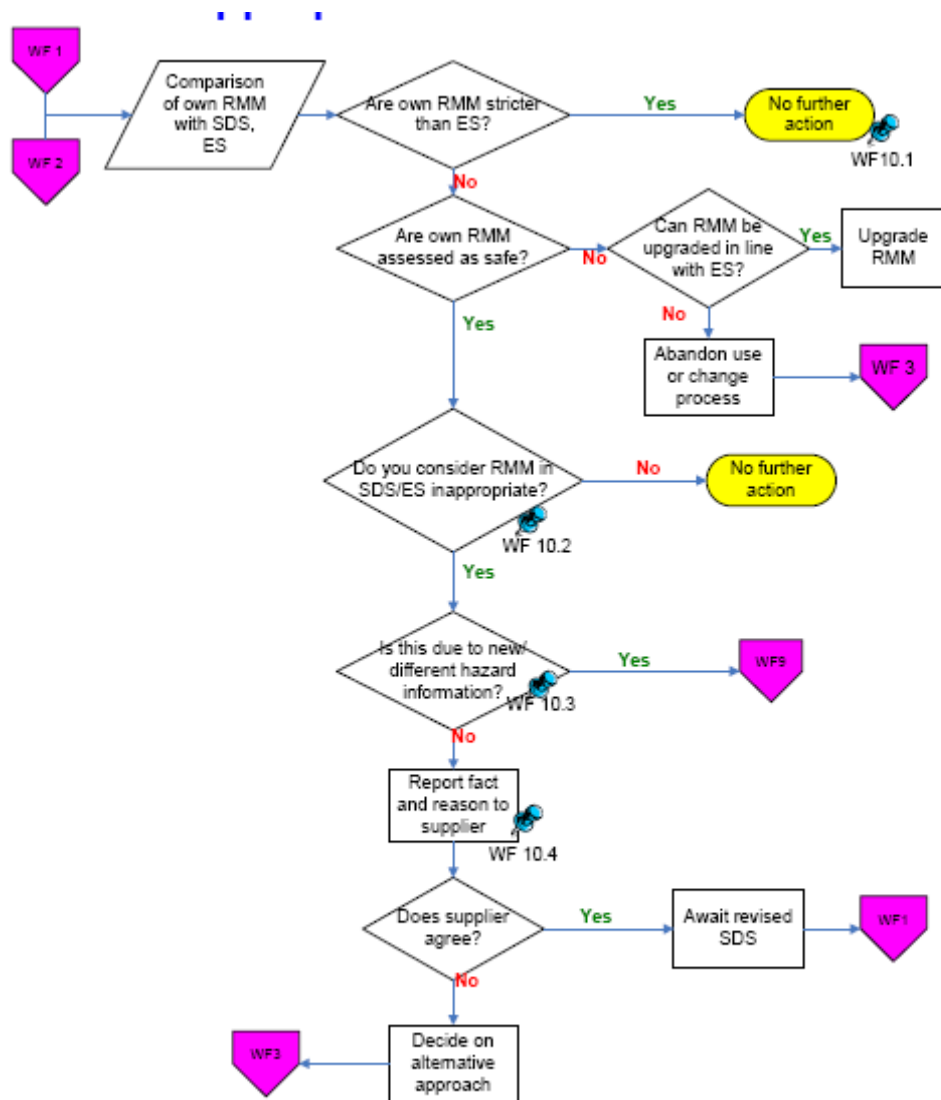 WF 1
Comparison
of own RMM
with SDS,
ES
Are own RMM stricter
than ES?
Yes
No further
action
WF10.1
WF 2
No
Are own RMM
assessed as safe?
No
Can RMM be
upgraded in line
with ES?
Yes
Upgrade
RMM
Yes
No
Abandon use
or change
process
WF 3
Do you consider RMM in
SDS/ES inappropriate?
No
No further
action
WF 10.2
Yes
Is this due to new/
different hazard
information?
Yes
WF9
WF 10.3
No
Report fact
and reason to
supplier
WF 10.4
Does supplier
agree?
Yes
Await revised
SDS
WF1
No
Decide on
alternative
approach
WF3